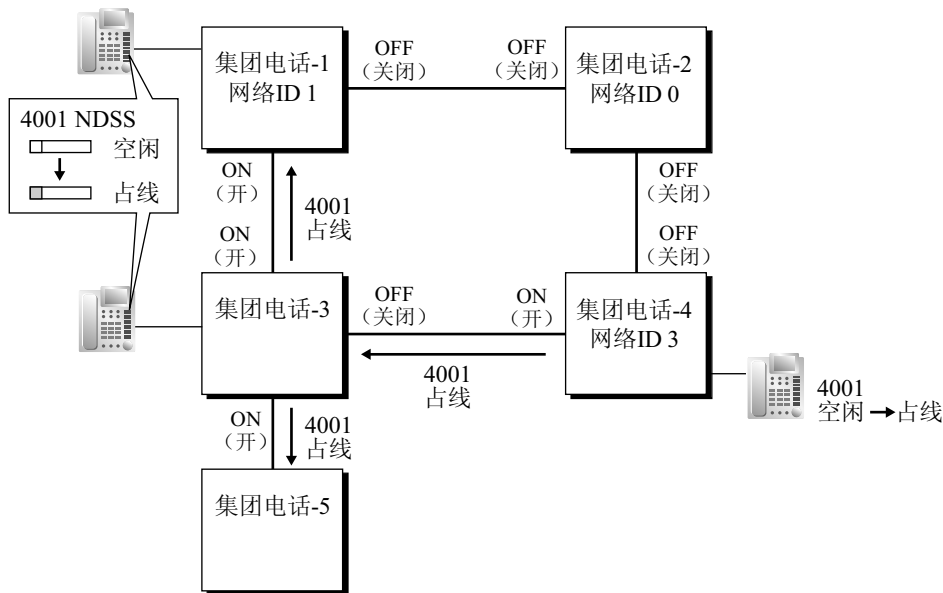 集团电话-1
网络ID 1
OFF
（关闭）
OFF
（关闭）
集团电话-2
网络ID 0
4001 NDSS
空闲
占线
ON
（开）
4001
占线
ON
（开）
OFF
（关闭）
OFF
（关闭）
集团电话-3
OFF
（关闭）
ON
（开）
集团电话-4
网络ID 3
4001
占线
4001
空闲→占线
ON
（开）
4001
占线
集团电话-5